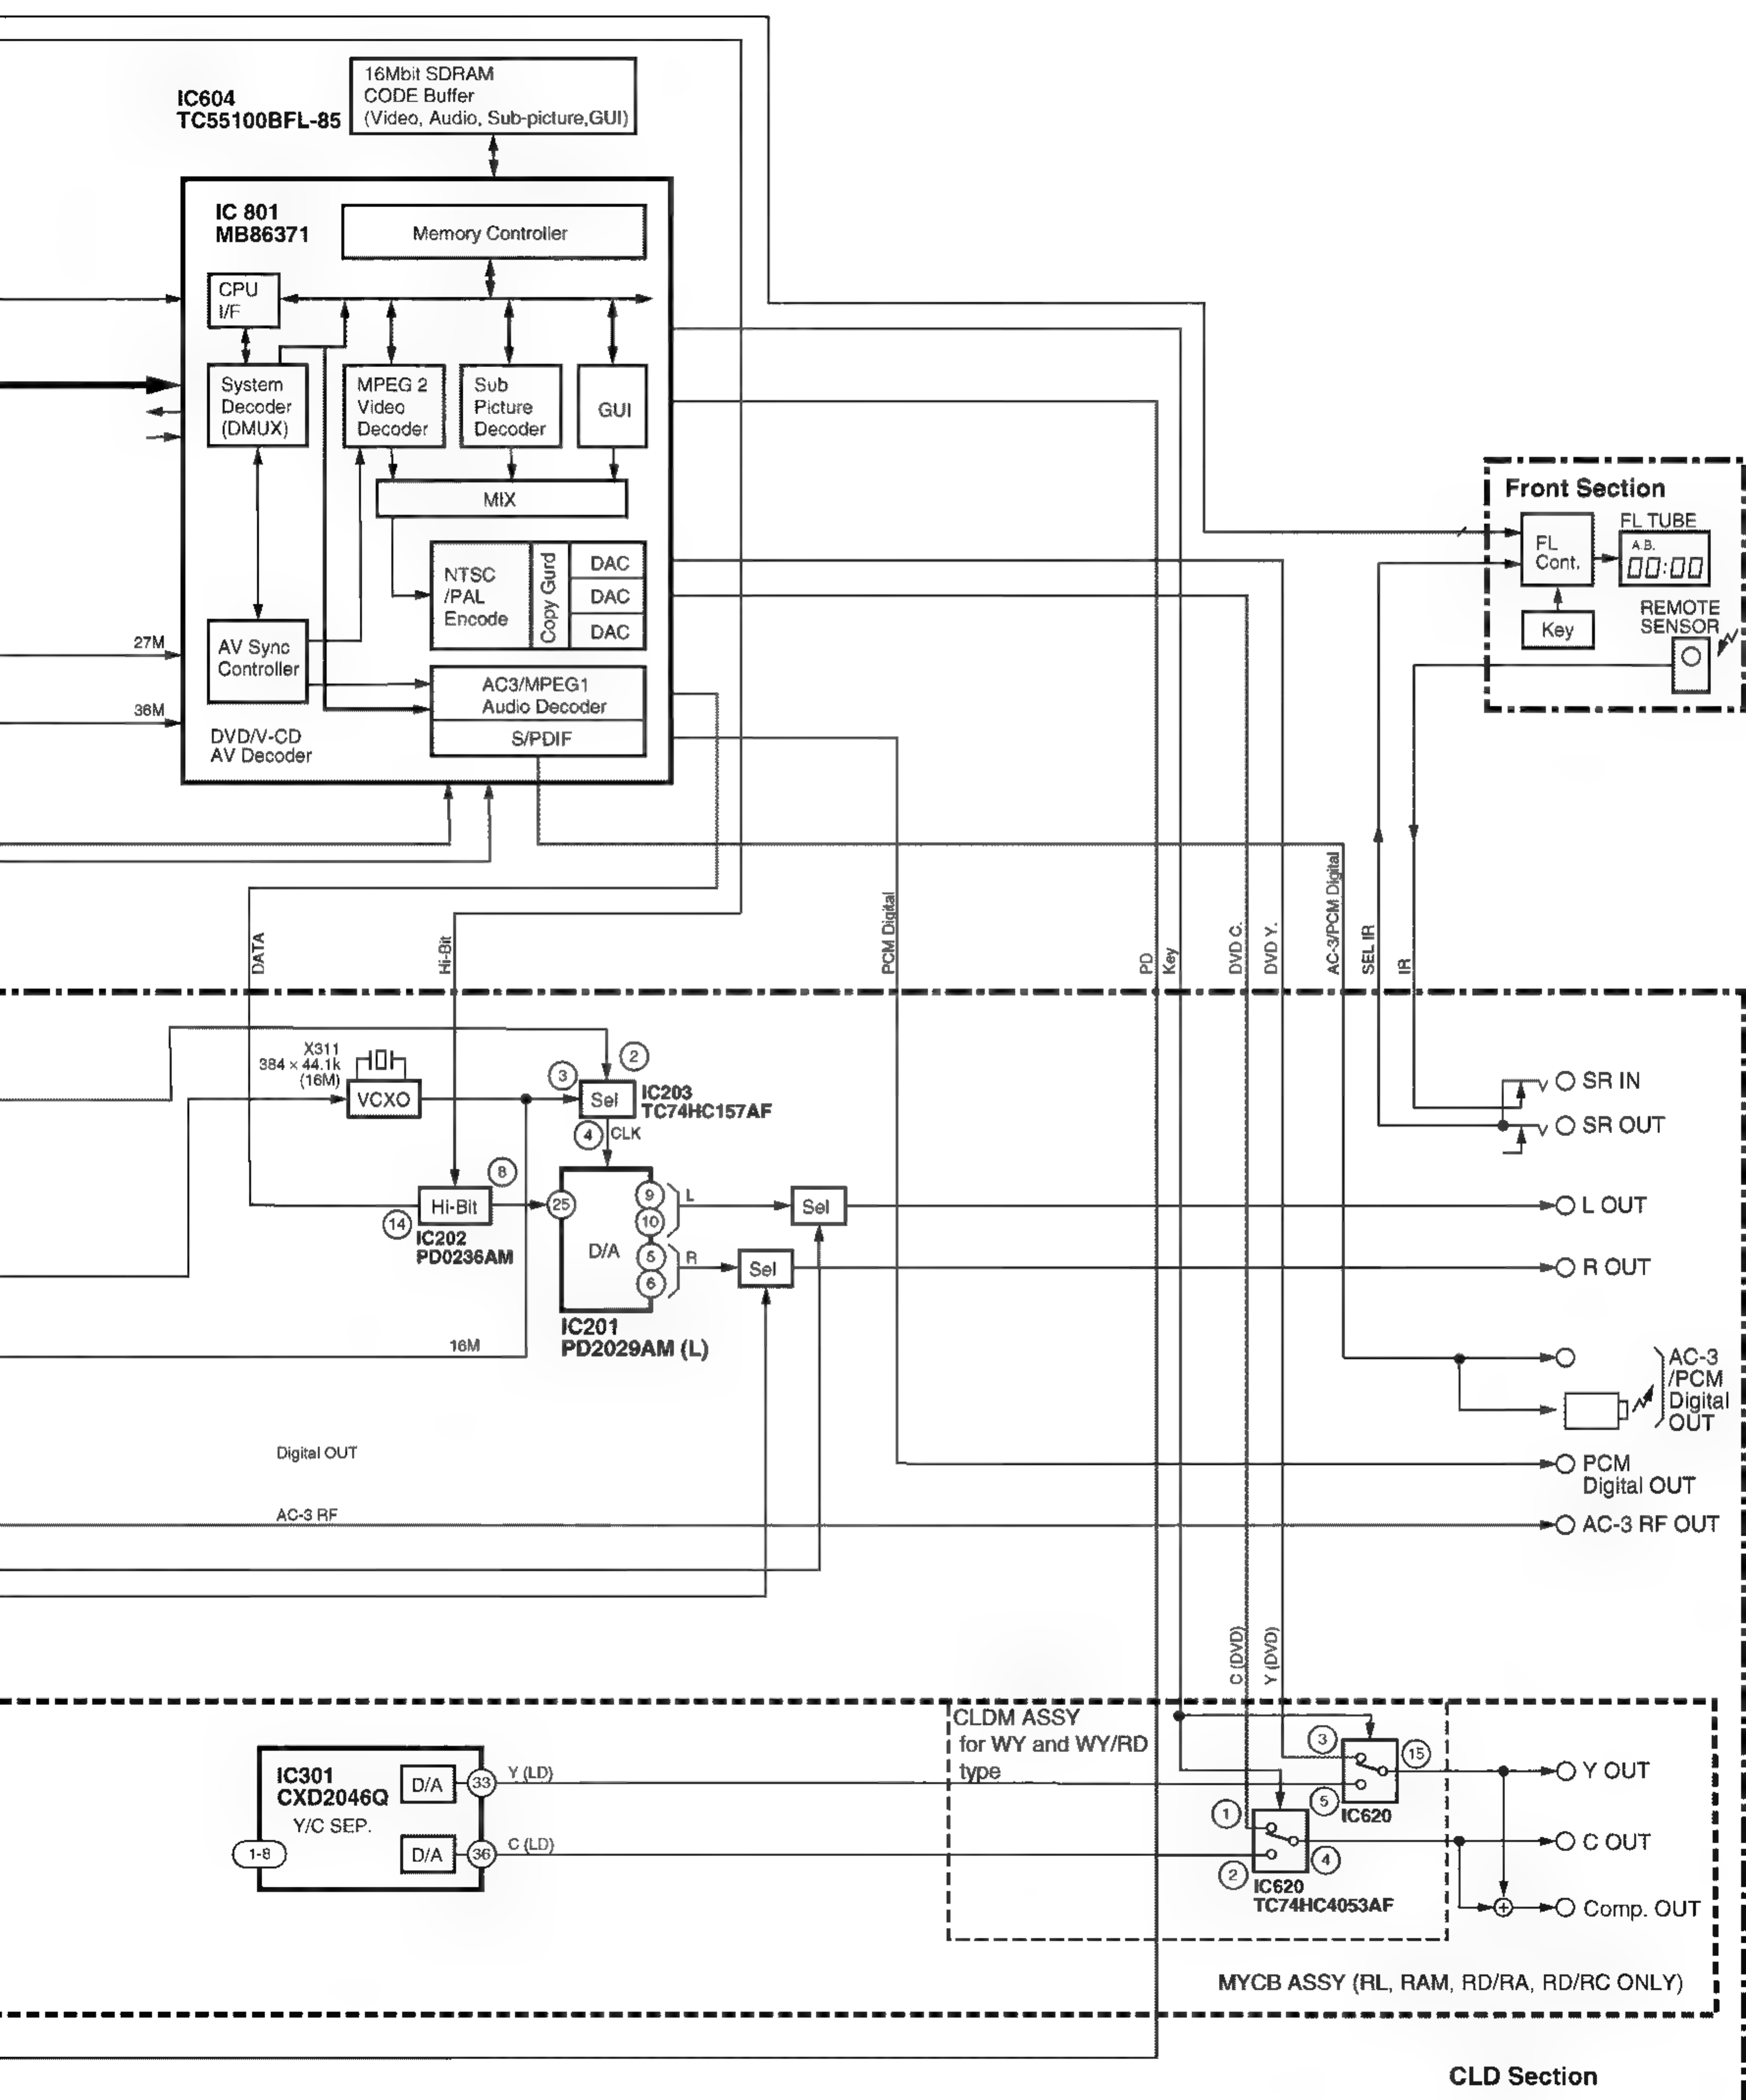 16Mbit SDRAM
CODE Buffer
(Video, Audio, Sub-picture,GUI)
IC604
TC55100BFL-85
IC 801
MB86371
Memory Controller
CPU
I/F
System
Decoder
(DMUX)
MPEG 2
Video
Decoder
Sub
Picture
Decoder
GUI
MIX
NTSC
/PAL
Encode
Copy Gurd
DAC
DAC
DAC
27M
AV Sync
Controller
AC3/MPEG1
Audio Decoder
S/PDIF
36M
DVD/V-CD
AV Decoder
Front Section
FL TUBE
FL
Cont.
A.B.
00:00
Key
REMOTE
SENSOR
DATA
Hi-Bit
PCM Digital
PD
Key
DVD C.
DVD Y.
AC-3/PCM Digital
SEL IR
IR
X311
384 × 44.1k
(16M)
VCXO
3
2
Sel
IC203
TC74HC157AF
4
CLK
SR IN
SR OUT
8
Hi-Bit
14
IC202
PD0236AM
25
D/A
9
10
5
6
L
R
Sel
Sel
L OUT
R OUT
IC201
PD2029AM (L)
16M
AC-3
/PCM
Digital
OUT
Digital OUT
PCM
Digital OUT
AC-3 RF
AC-3 RF OUT
C (DVD)
Y (DVD)
CLDM ASSY
for WY and WY/RD
type
IC301
CXD2046Q
Y/C SEP.
1-8
D/A
33
Y (LD)
D/A
36
C (LD)
3
15
5
IC620
1
2
4
IC620
TC74HC4053AF
Y OUT
C OUT
Comp. OUT
MYCB ASSY (RL, RAM, RD/RA, RD/RC ONLY)
CLD Section